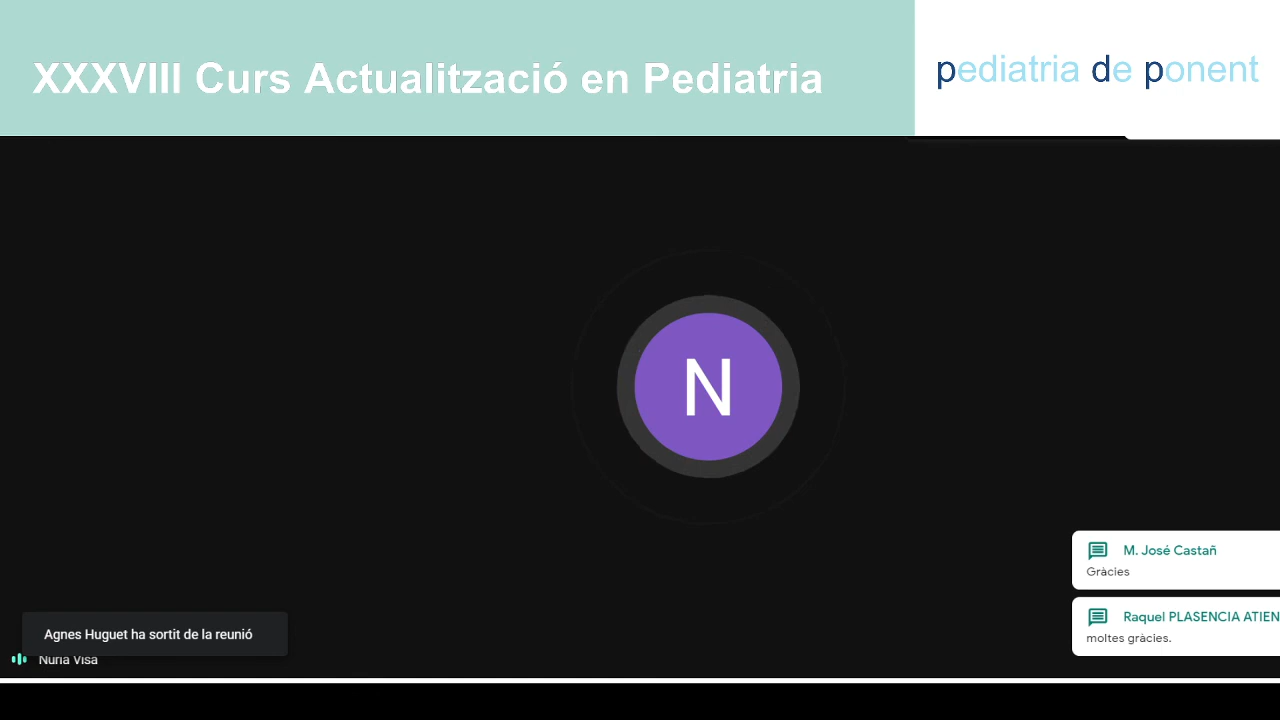 XXXVIII Curs Actualització en Pediatria
pediatria de ponent
N
M. José Castañ
Gràcies
Raquel PLASENCIA ATIEN
moltes gràcies.
Agnes Huguet ha sortit de la reunió
Nuria Visa